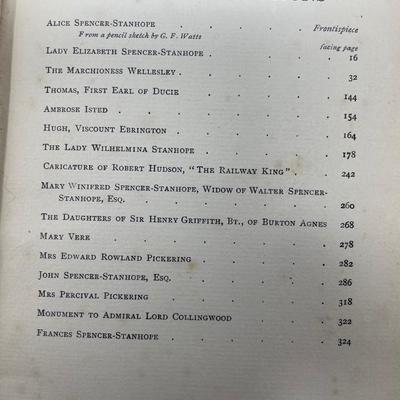 Alice Spencer-Stanhope . . . . Frontispiece
From a pencil sketch by G. F. Watts
facing page
Lady Elizabeth Spencer-Stanhope . . . . 16
The Marchioness Wellesley . . . . . 32
Thomas, First Earl of Ducie . . . . . 144
Ambrose Isted . . . . . . 154
Hugh, Viscount Ebrington . . . . . 164
The Lady Wilhelmina Stanhope . . . . 178
Caricature of Robert Hudson, "The Railway King" . . 242
Mary Winifred Spencer-Stanhope, Widow of Walter Spencer-
Stanhope, Esq. . . . . . . 260
The Daughters of Sir Henry Griffith, Bt., of Burton Agnes 268
Mary Vere . . . . . . . 278
Mrs Edward Rowland Pickering . . . . 282
John Spencer-Stanhope, Esq. . . . . . 286
Mrs Percival Pickering . . . . . 318
Monument to Admiral Lord Collingwood . . . 322
Frances Spencer-Stanhope . . . . . 324